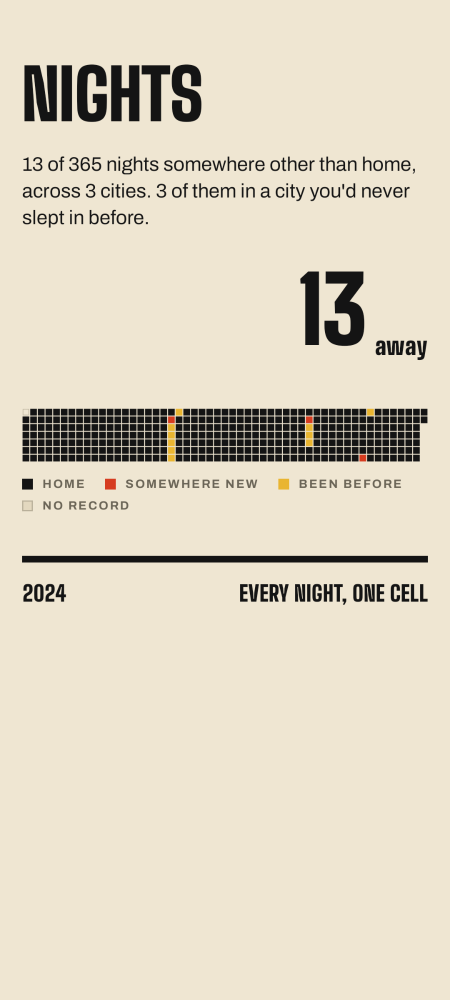 NIGHTS
13 of 365 nights somewhere other than home,
across 3 cities. 3 of them in a city you'd never
slept in before.
13 away
HOME SOMEWHERE NEW BEEN BEFORE
NO RECORD
2024 EVERY NIGHT, ONE CELL